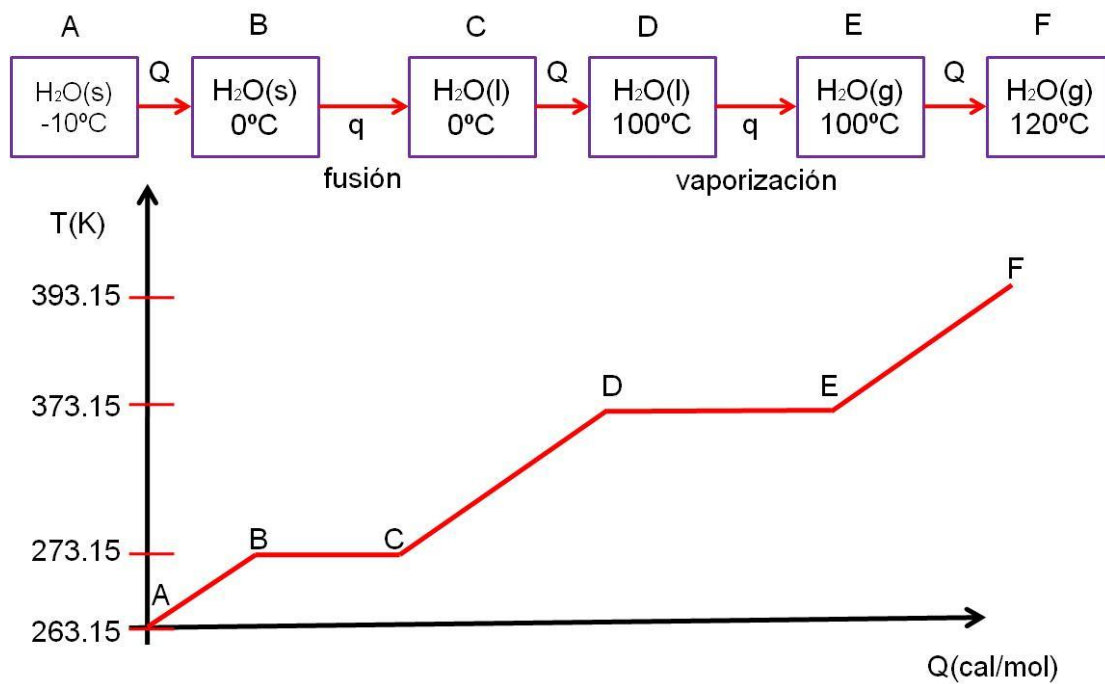 A B C D E F
H₂O(s)
-10ºC
Q
H₂O(s)
0ºC
q
H₂O(l)
0ºC
Q
H₂O(l)
100ºC
q
H₂O(g)
100ºC
Q
H₂O(g)
120ºC
fusión
vaporización
T(K)
393.15
373.15
273.15
263.15
A
B
C
D
E
F
Q(cal/mol)